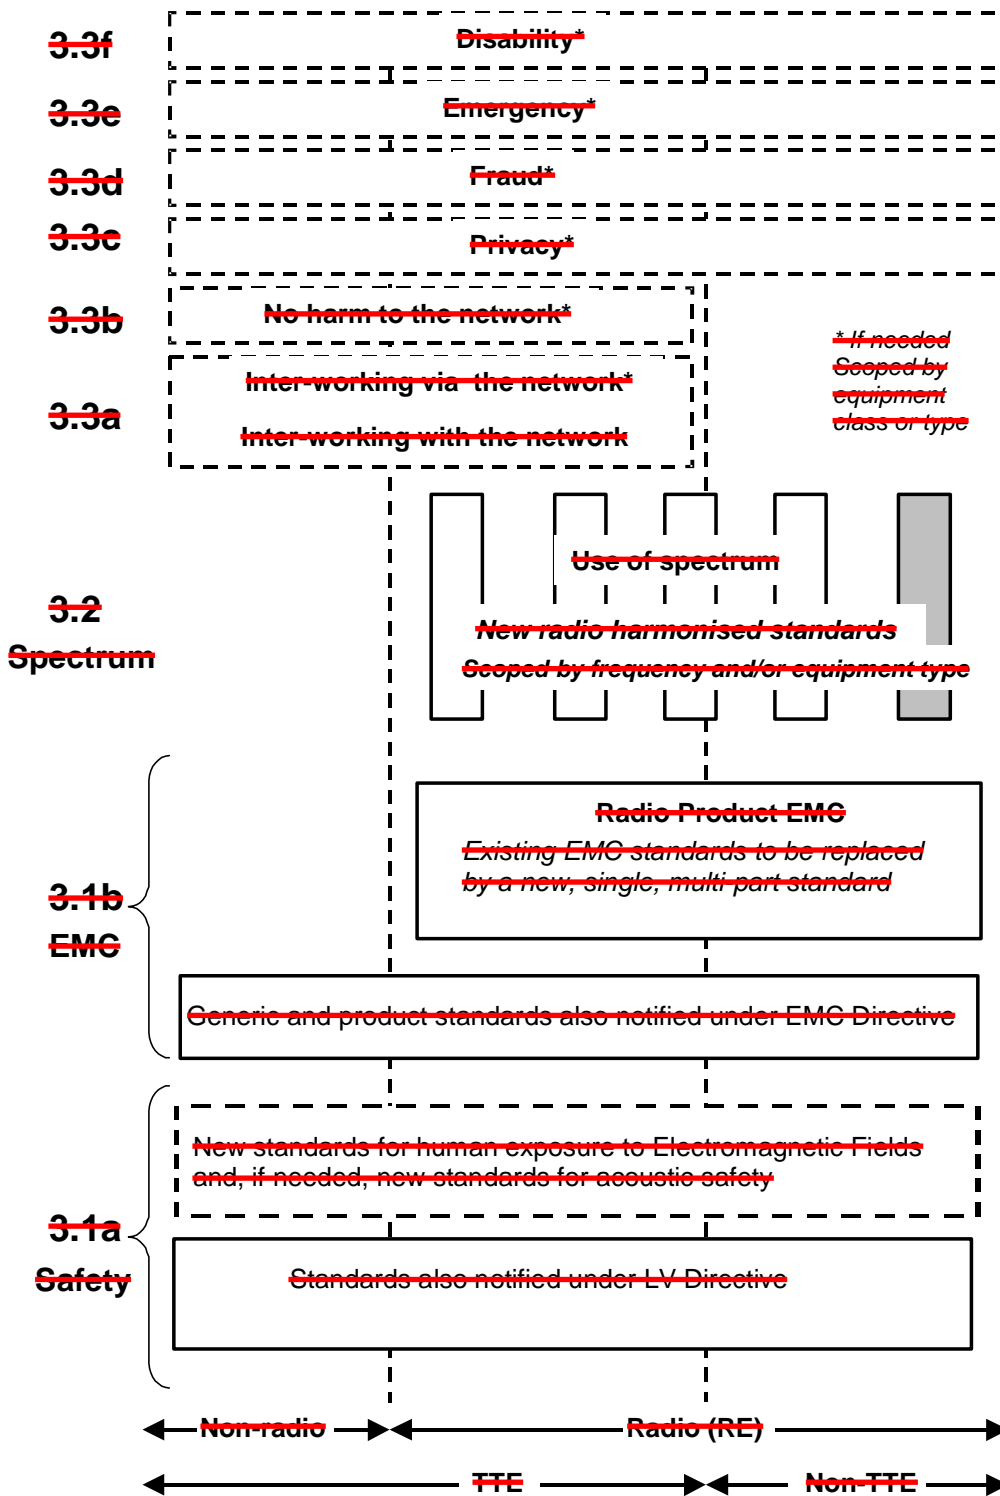 3.3f
Disability*
3.3e
Emergency*
3.3d
Fraud*
3.3c
Privacy*
3.3b
No harm to the network*
* If needed
Scoped by
equipment
class or type
3.3a
Inter-working via the network*
Inter-working with the network
3.2
Spectrum
Use of spectrum
New radio harmonised standards
Scoped by frequency and/or equipment type
3.1b
EMC
Radio Product EMC
Existing EMC standards to be replaced
by a new, single, multi-part standard
Generic and product standards also notified under EMC Directive
3.1a
Safety
New standards for human exposure to Electromagnetic Fields
and, if needed, new standards for acoustic safety
Standards also notified under LV Directive
Non-radio
Radio (RE)
TTE
Non-TTE